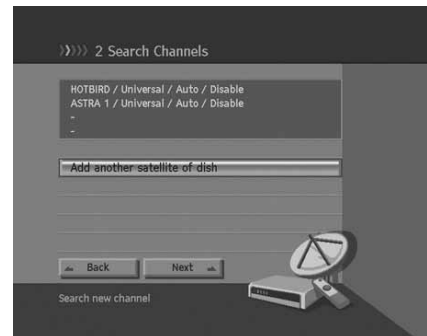 2 Search Channels
HOTBIRD / Universal / Auto / Disable
ASTRA 1 / Universal / Auto / Disable
-
-
Add another satellite of dish
Back Next
Search new channel